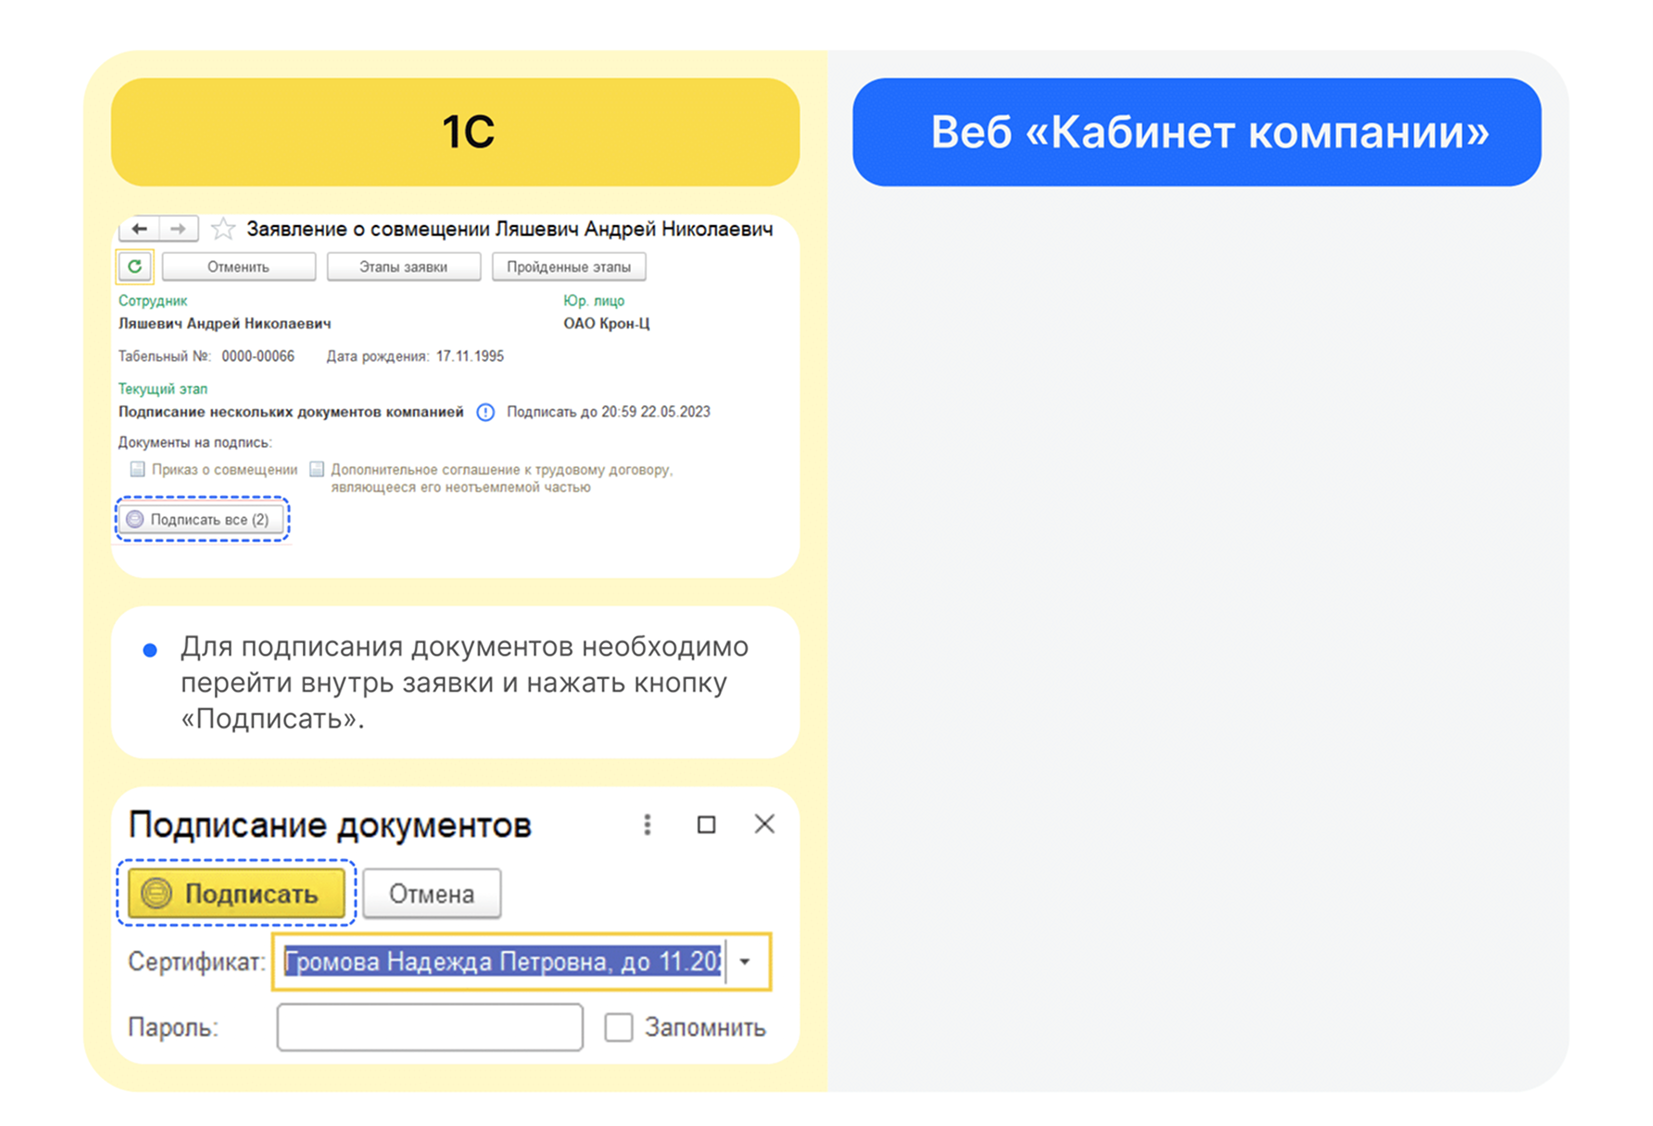 1С
Веб «Кабинет компании»
Заявление о совмещении Ляшевич Андрей Николаевич
Отменить
Этапы заявки
Пройденные этапы
Сотрудник
Юр. лицо
Ляшевич Андрей Николаевич
ОАО Крон-Ц
Табельный №: 0000-00066 Дата рождения: 17.11.1995
Текущий этап
Подписание нескольких документов компанией Подписать до 20:59 22.05.2023
Документы на подпись:
Приказ о совмещении
Дополнительное соглашение к трудовому договору,
являющееся его неотъемлемой частью
Подписать все (2)
Для подписания документов необходимо
перейти внутрь заявки и нажать кнопку
«Подписать».
Подписание документов
Подписать
Отмена
Сертификат: Громова Надежда Петровна, до 11.202
Пароль:
Запомнить